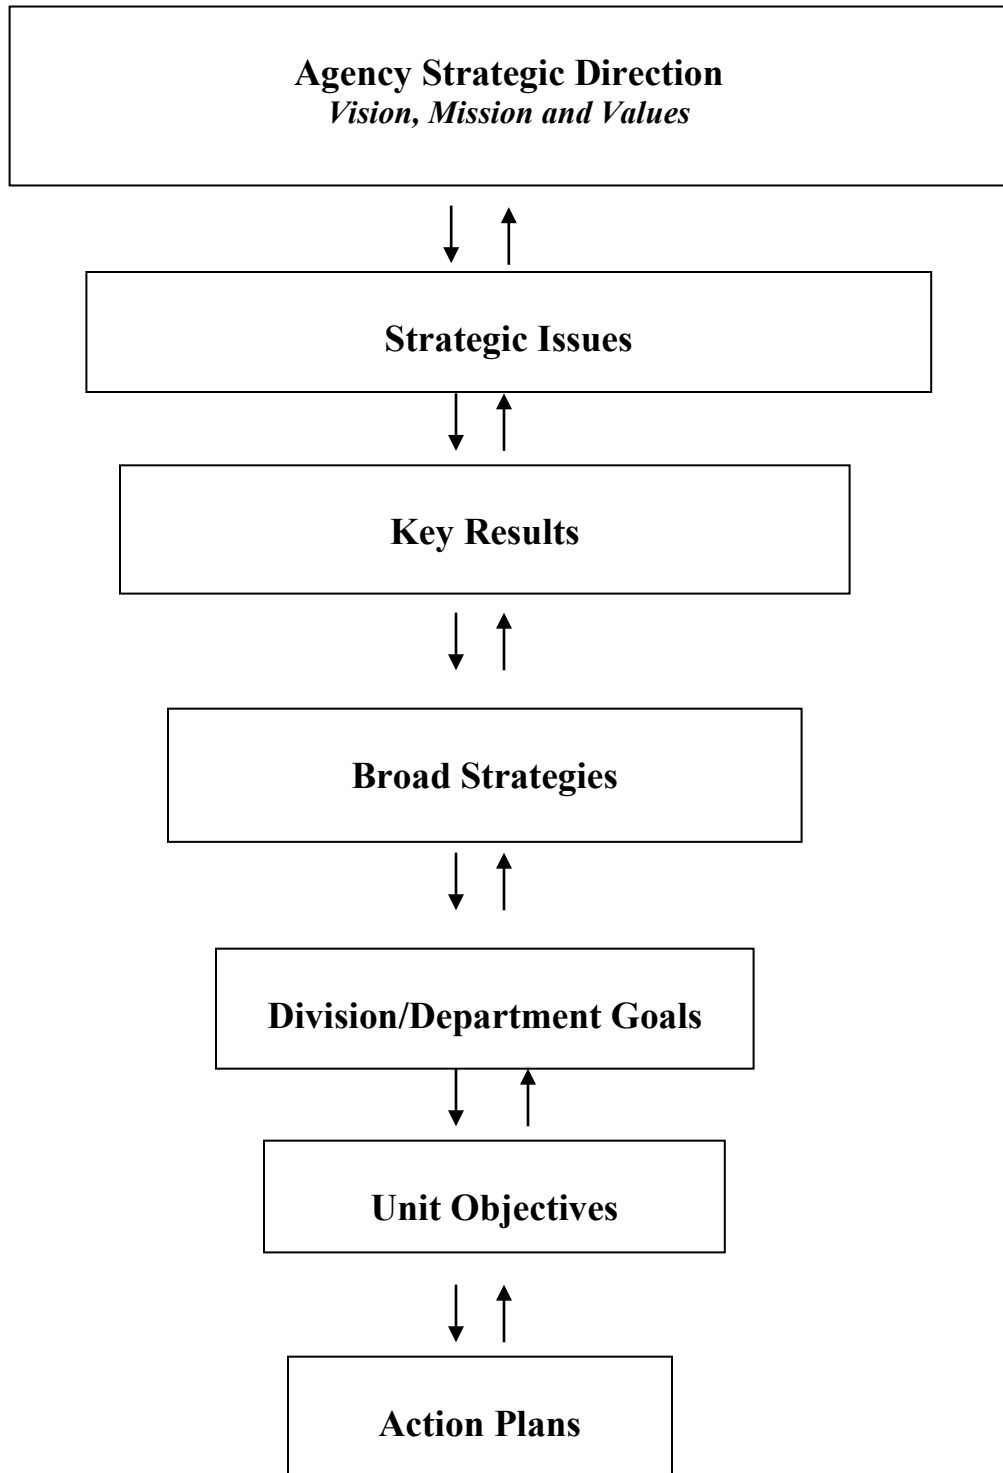 Agency Strategic Direction
Vision, Mission and Values
Strategic Issues
Key Results
Broad Strategies
Division/Department Goals
Unit Objectives
Action Plans